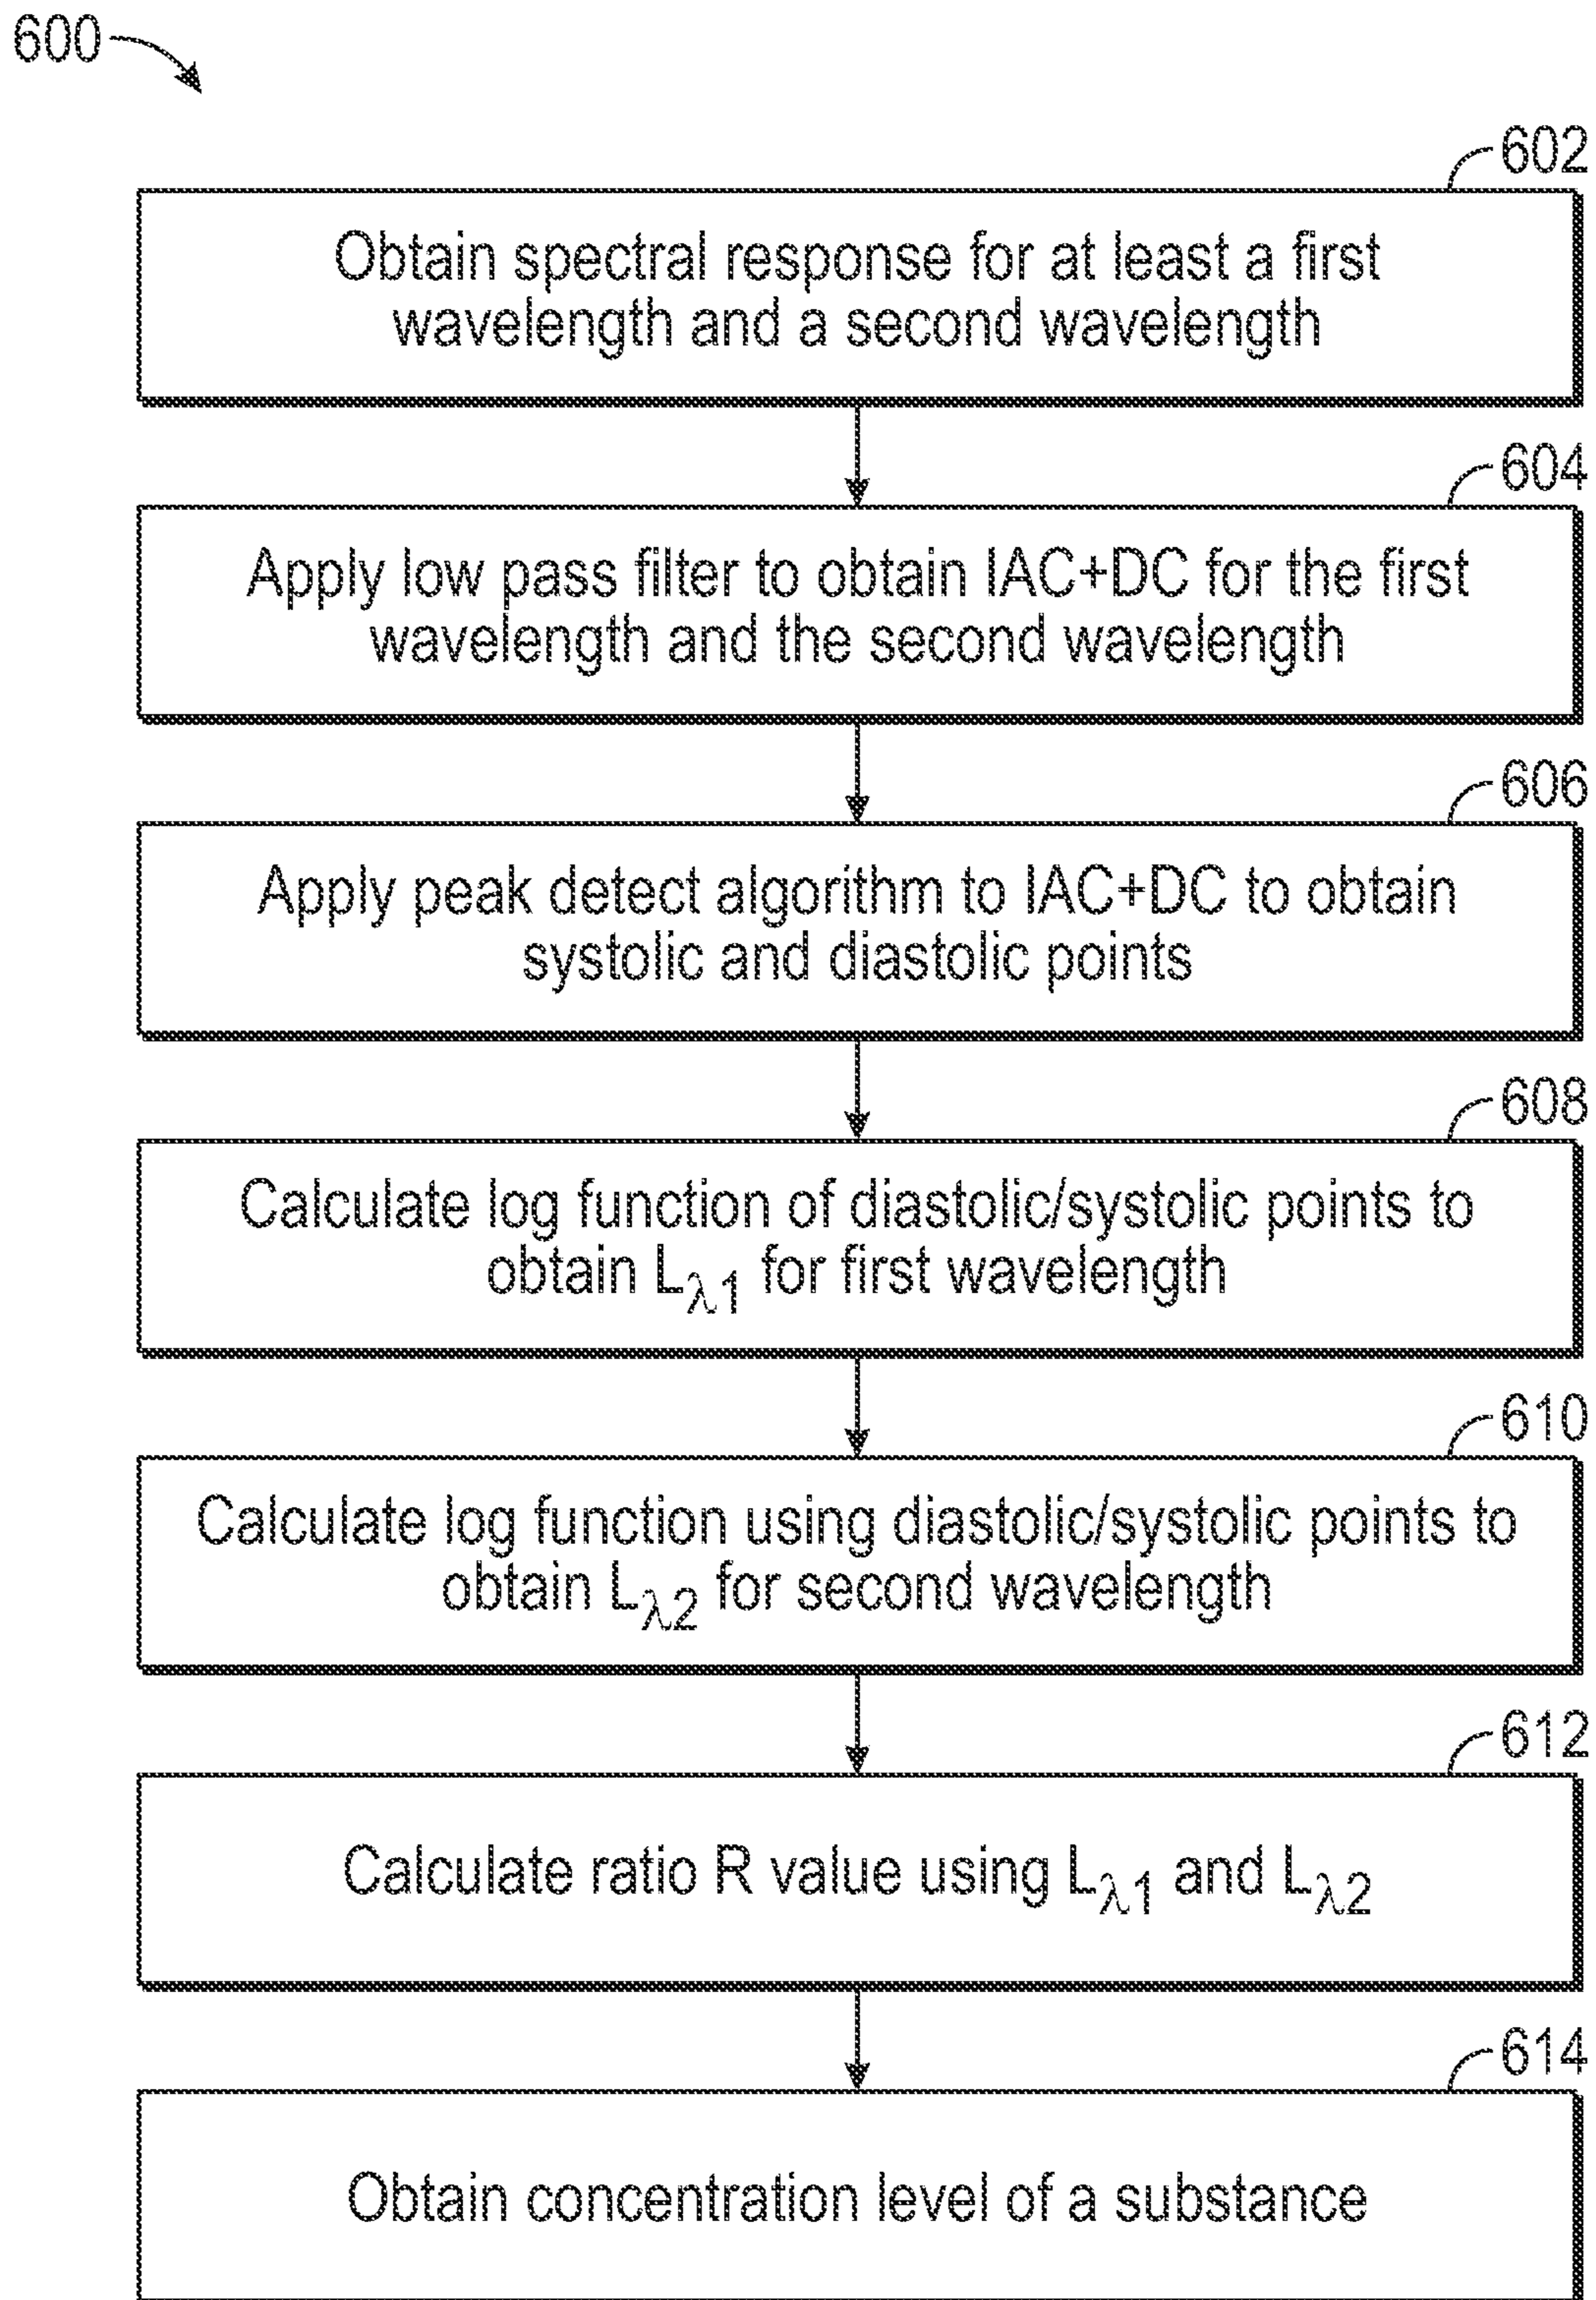 600
602
Obtain spectral response for at least a first
wavelength and a second wavelength
604
Apply low pass filter to obtain IAC+DC for the first
wavelength and the second wavelength
606
Apply peak detect algorithm to IAC+DC to obtain
systolic and diastolic points
608
Calculate log function of diastolic/systolic points to
obtain Lλ1 for first wavelength
610
Calculate log function using diastolic/systolic points to
obtain Lλ2 for second wavelength
612
Calculate ratio R value using Lλ1 and Lλ2
614
Obtain concentration level of a substance